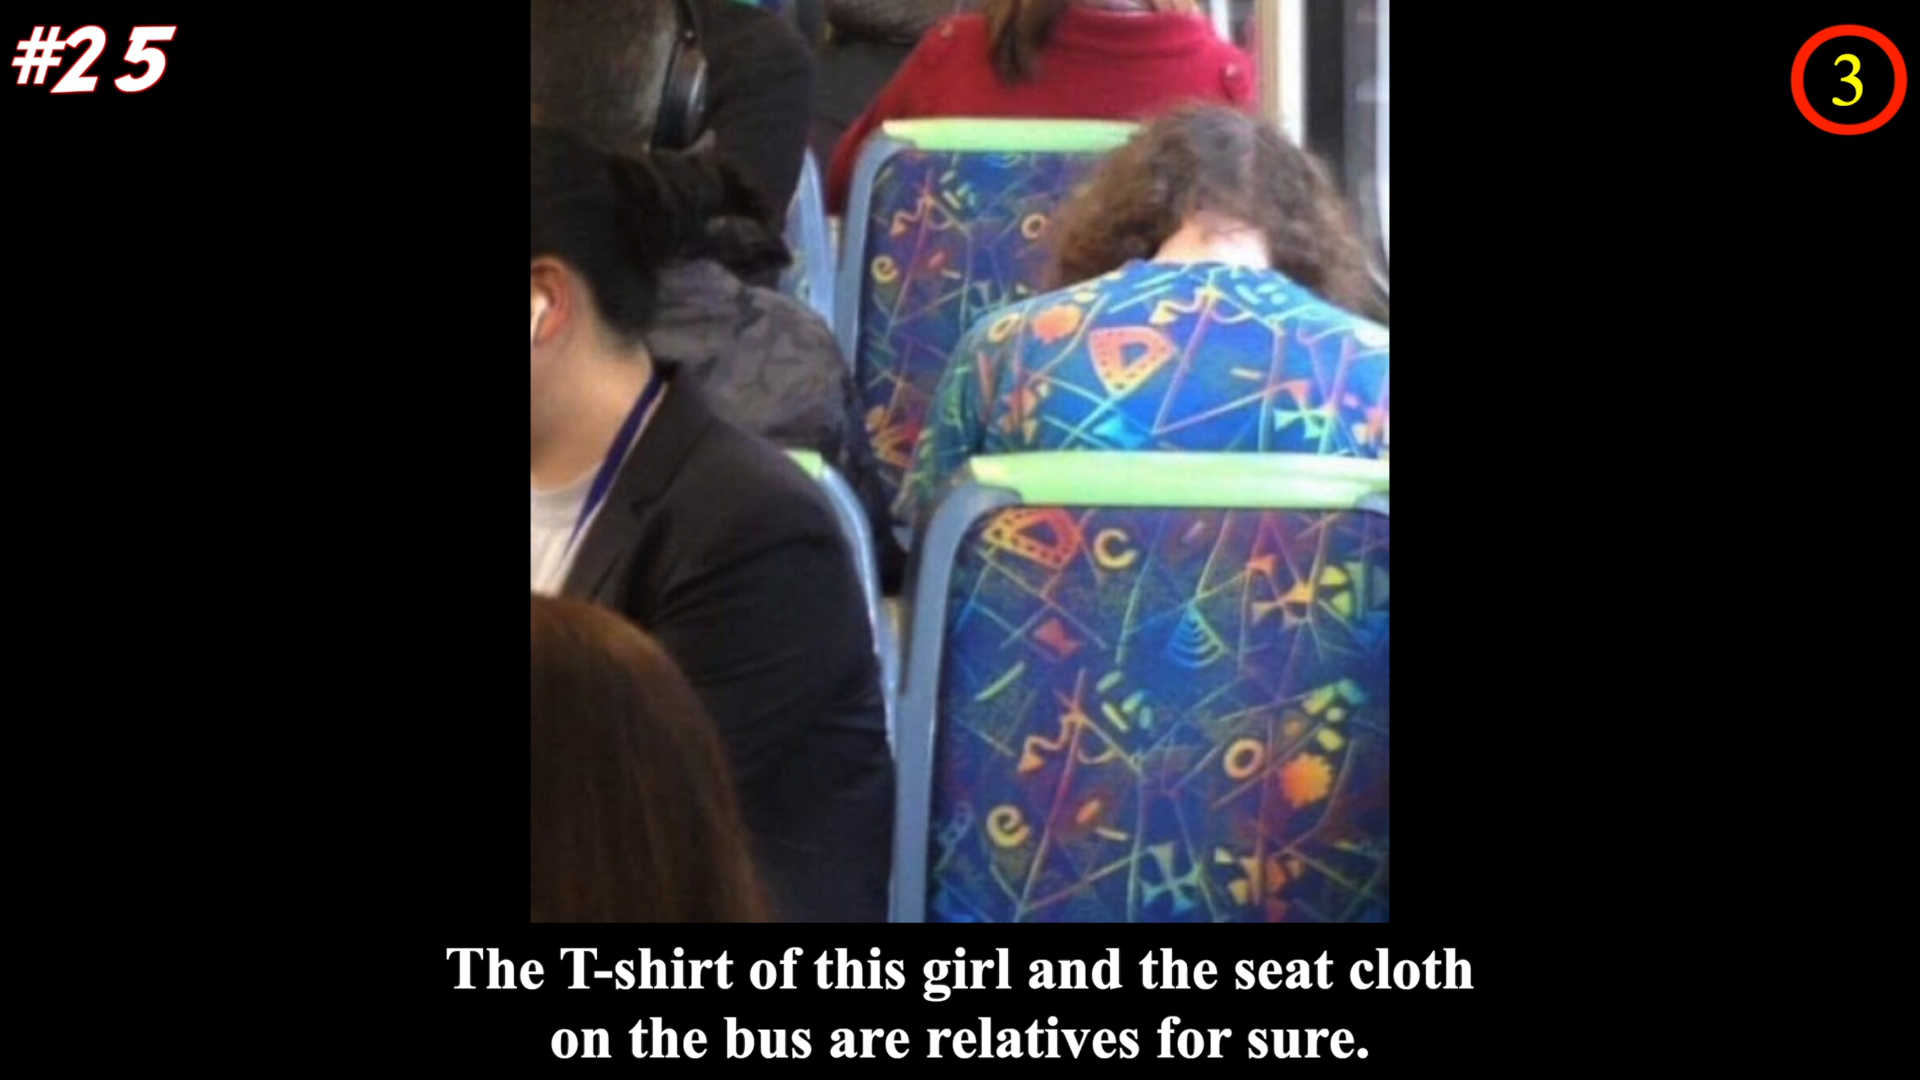 #25
3
The T-shirt of this girl and the seat cloth
on the bus are relatives for sure.